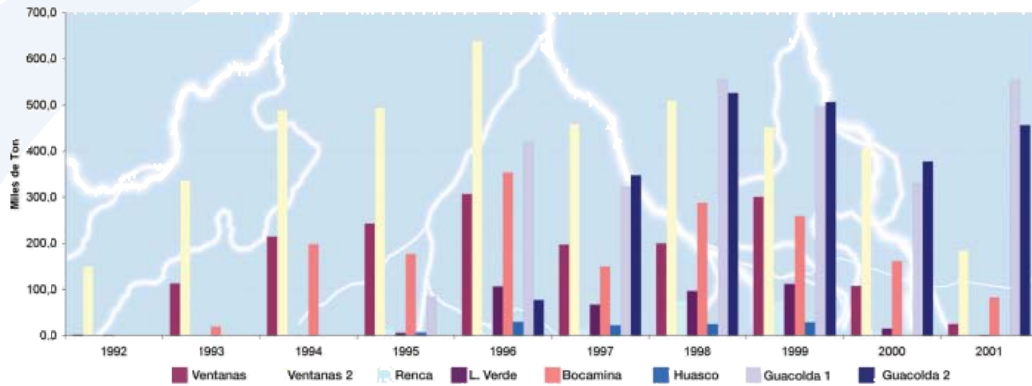 700,0
600,0
500,0
400,0
300,0
200,0
100,0
0,0
Miles de Ton
1992 1993 1994 1995 1996 1997 1998 1999 2000 2001
Ventanas Ventanas 2 Renca L. Verde Bocamina Huasco Guacolda 1 Guacolda 2